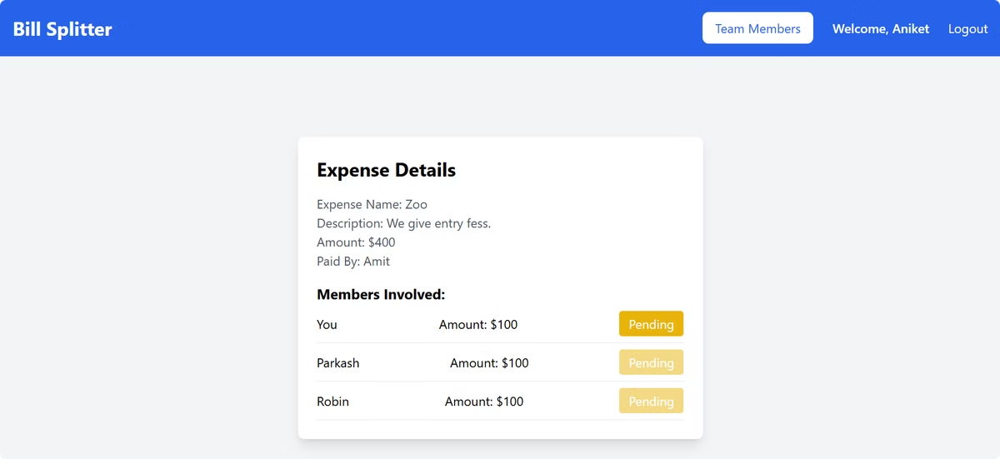 Bill Splitter
Team Members
Welcome, Aniket
Logout
Expense Details
Expense Name: Zoo
Description: We give entry fess.
Amount: $400
Paid By: Amit
Members Involved:
You Amount: $100 Pending
Parkash Amount: $100 Pending
Robin Amount: $100 Pending